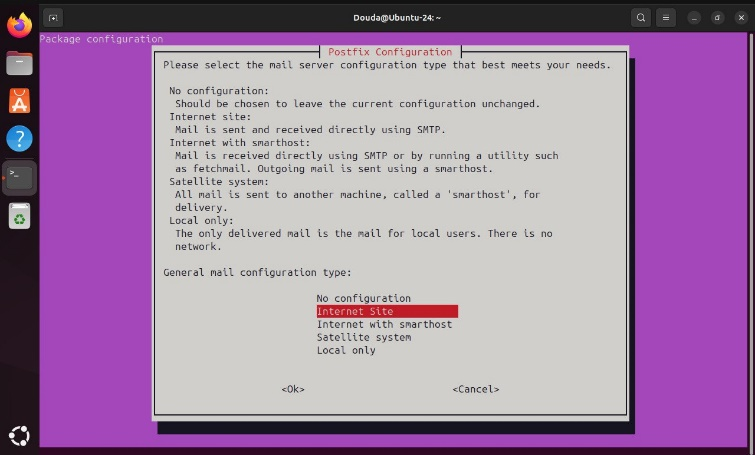 Douda@Ubuntu-24: ~
Package configuration
Postfix Configuration
Please select the mail server configuration type that best meets your needs.
No configuration:
Should be chosen to leave the current configuration unchanged.
Internet site:
Mail is sent and received directly using SMTP.
Internet with smarthost:
Mail is received directly using SMTP or by running a utility such
as fetchmail. Outgoing mail is sent using a smarthost.
Satellite system:
All mail is sent to another machine, called a 'smarthost', for
delivery.
Local only:
The only delivered mail is the mail for local users. There is no
network.
General mail configuration type:
No configuration
Internet Site
Internet with smarthost
Satellite system
Local only
<Ok> <Cancel>